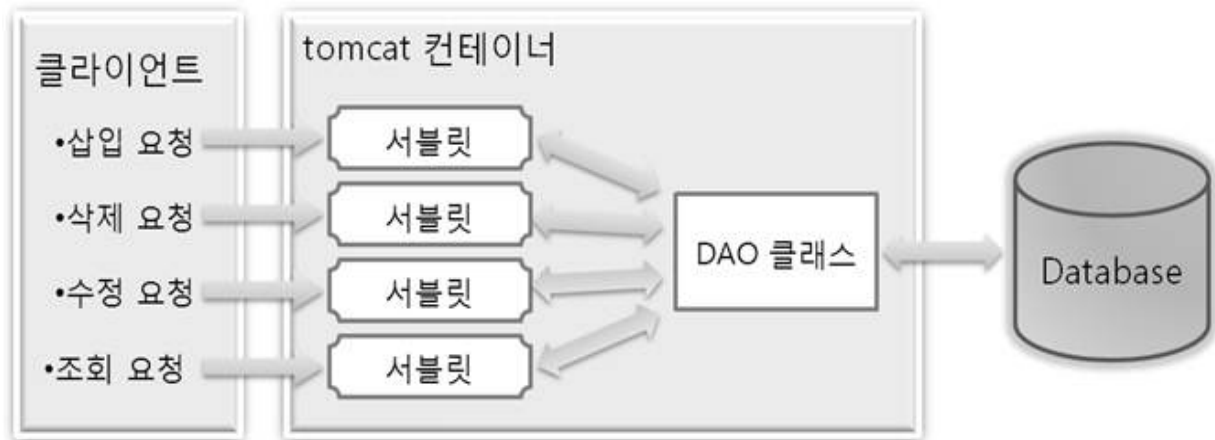 클라이언트
•삽입 요청
•삭제 요청
•수정 요청
•조회 요청
tomcat 컨테이너
서블릿
서블릿
서블릿
서블릿
DAO 클래스
Database